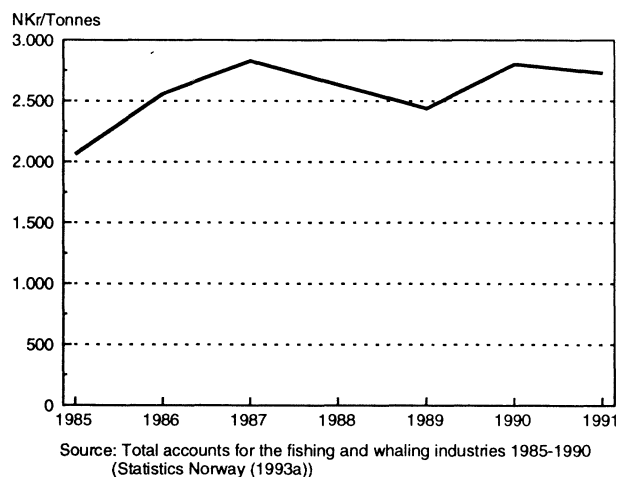 NKr/Tonnes
3.000
2.500
2.000
1.500
1.000
500
0
1985 1986 1987 1988 1989 1990 1991
Source: Total accounts for the fishing and whaling industries 1985-1990
(Statistics Norway (1993a))